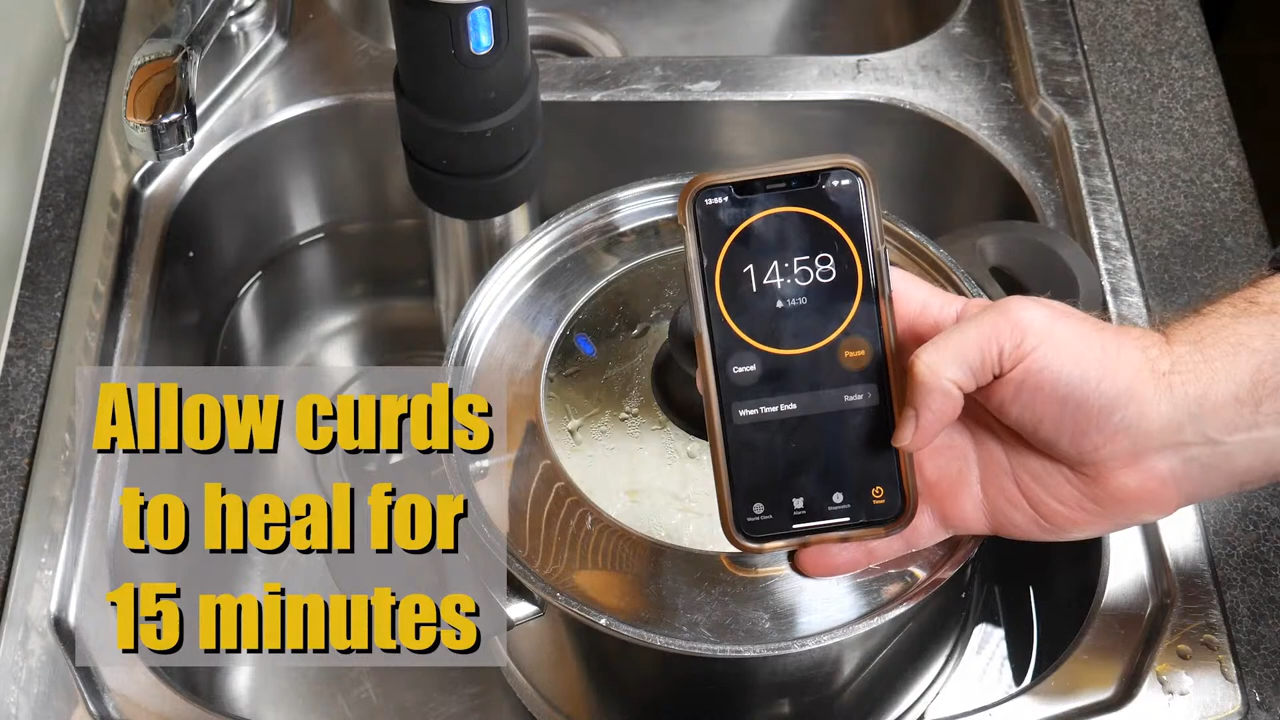 13:55
14:58
14:10
Cancel
Pause
When Timer Ends
Radar
World Clock
Alarm
Stopwatch
Timer
Allow curds
to heal for
15 minutes